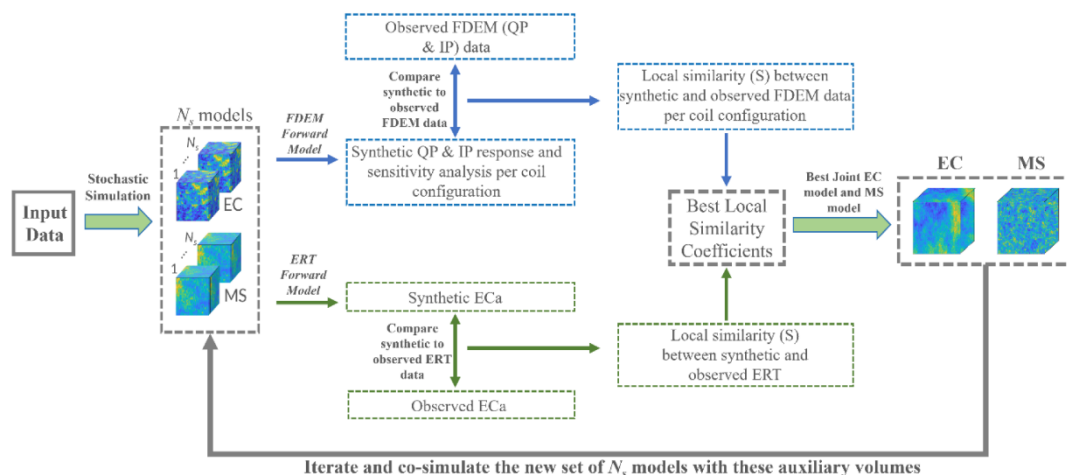 Input
Data
Stochastic
Simulation
Nₛ models
Nₛ
...
1
EC
Nₛ
...
1
MS
FDEM
Forward
Model
ERT
Forward
Model
Observed FDEM (QP
& IP) data
Compare
synthetic to
observed
FDEM data
Synthetic QP & IP response and
sensitivity analysis per coil
configuration
Local similarity (S) between
synthetic and observed FDEM data
per coil configuration
Synthetic ECa
Compare
synthetic to
observed ERT
data
Observed ECa
Local similarity (S)
between synthetic and
observed ERT
Best Local
Similarity
Coefficients
Best Joint EC
model and MS
model
EC MS
Iterate and co-simulate the new set of Nₛ models with these auxiliary volumes